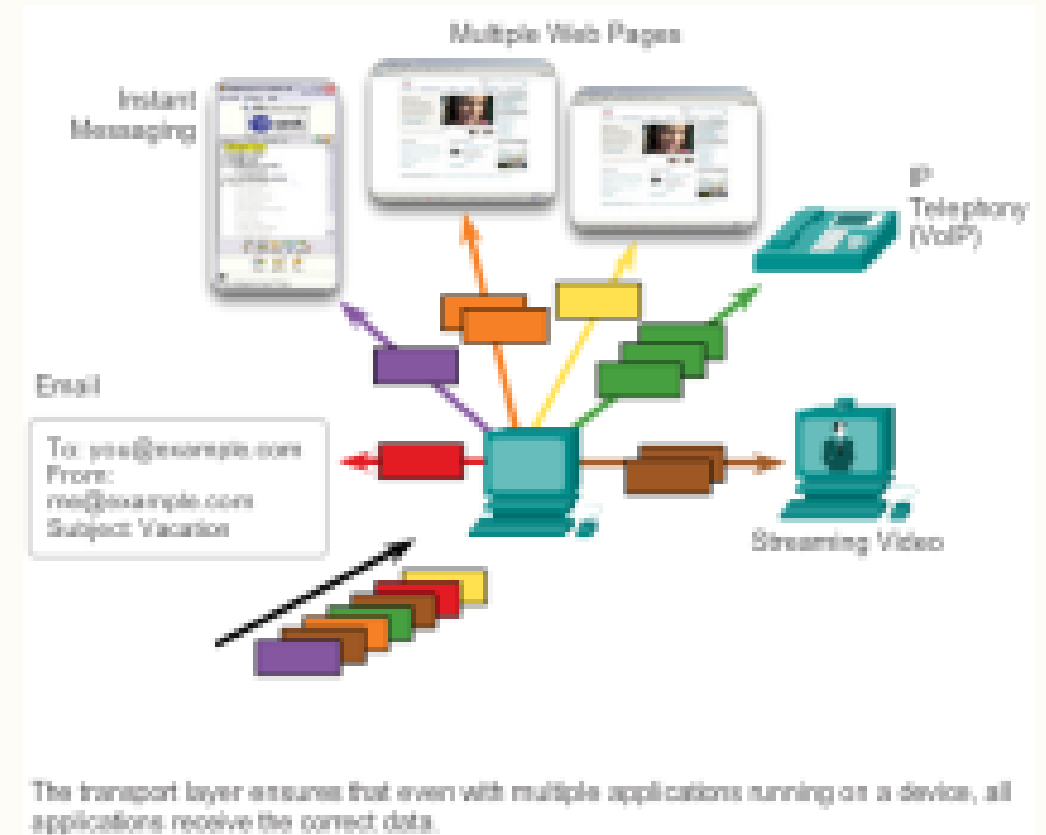 Multiple Web Pages
Instant
Messaging
IP
Telephony
(VoIP)
Email
To: you@example.com
From:
me@example.com
Subject: Vacation
Streaming Video
The transport layer ensures that even with multiple applications running on a device, all
applications receive the correct data.